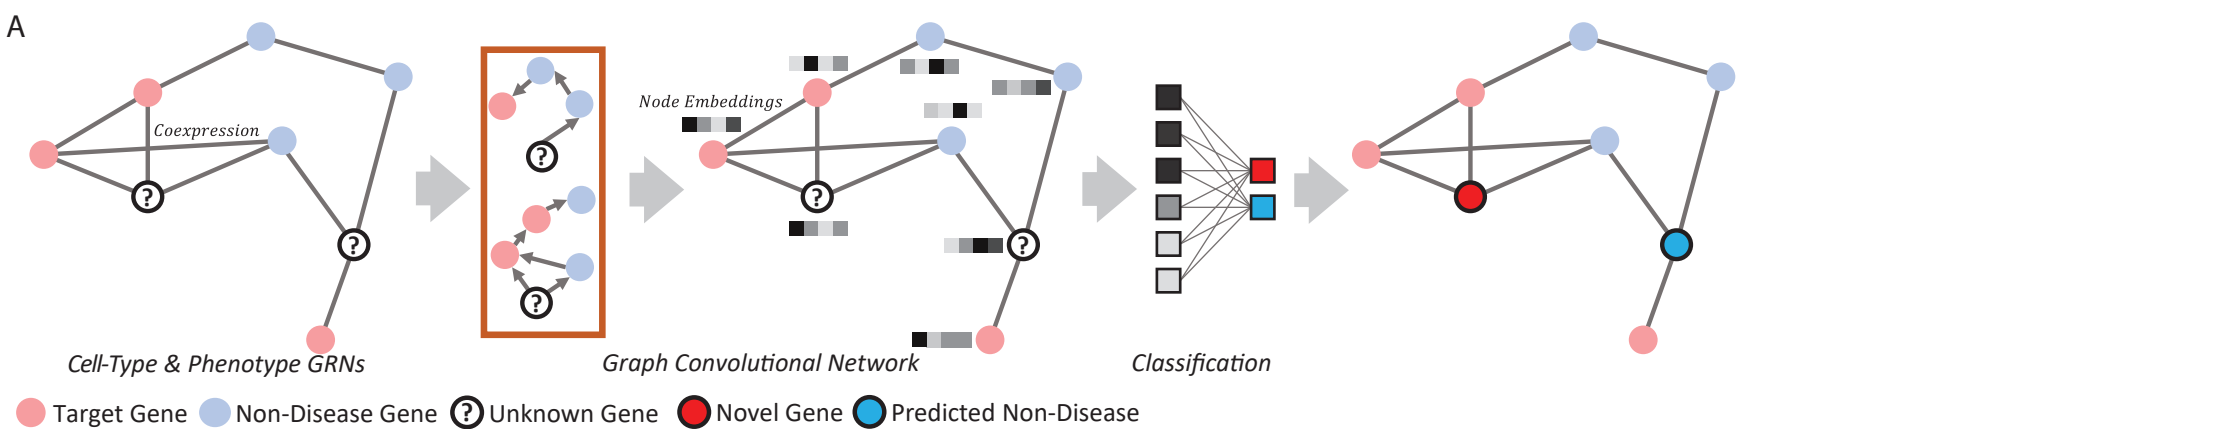 A
Coexpression
?
?
?
?
Node Embeddings
?
?
Cell-Type & Phenotype GRNs
Graph Convolutional Network
Classification
Target Gene
Non-Disease Gene
? Unknown Gene
Novel Gene
Predicted Non-Disease